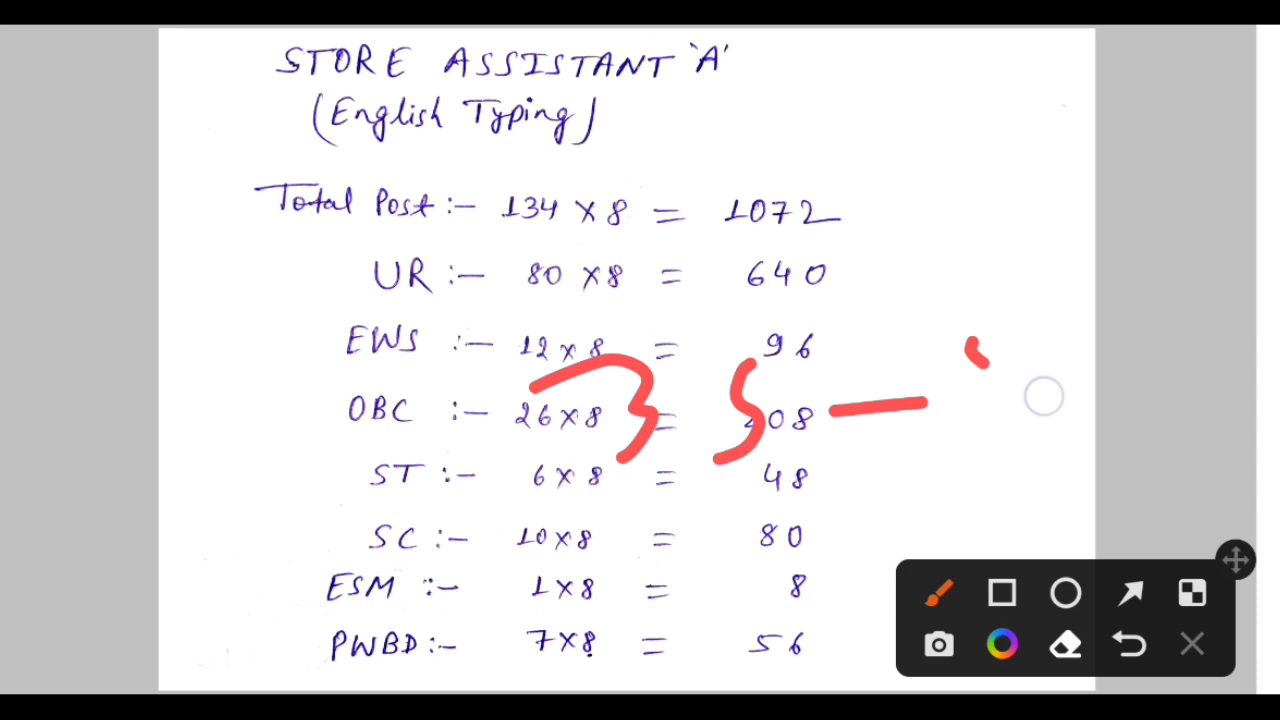 STORE ASSISTANT 'A'
(English Typing)
Total Post :- 134 × 8 = 1072
UR :- 80 × 8 = 640
EWS :- 12 × 8 = 96
OBC :- 26 × 8 = 208
35 -
ST :- 6 × 8 = 48
SC :- 10 × 8 = 80
ESM :- 1 × 8 = 8
PWBD :- 7 × 8 = 56